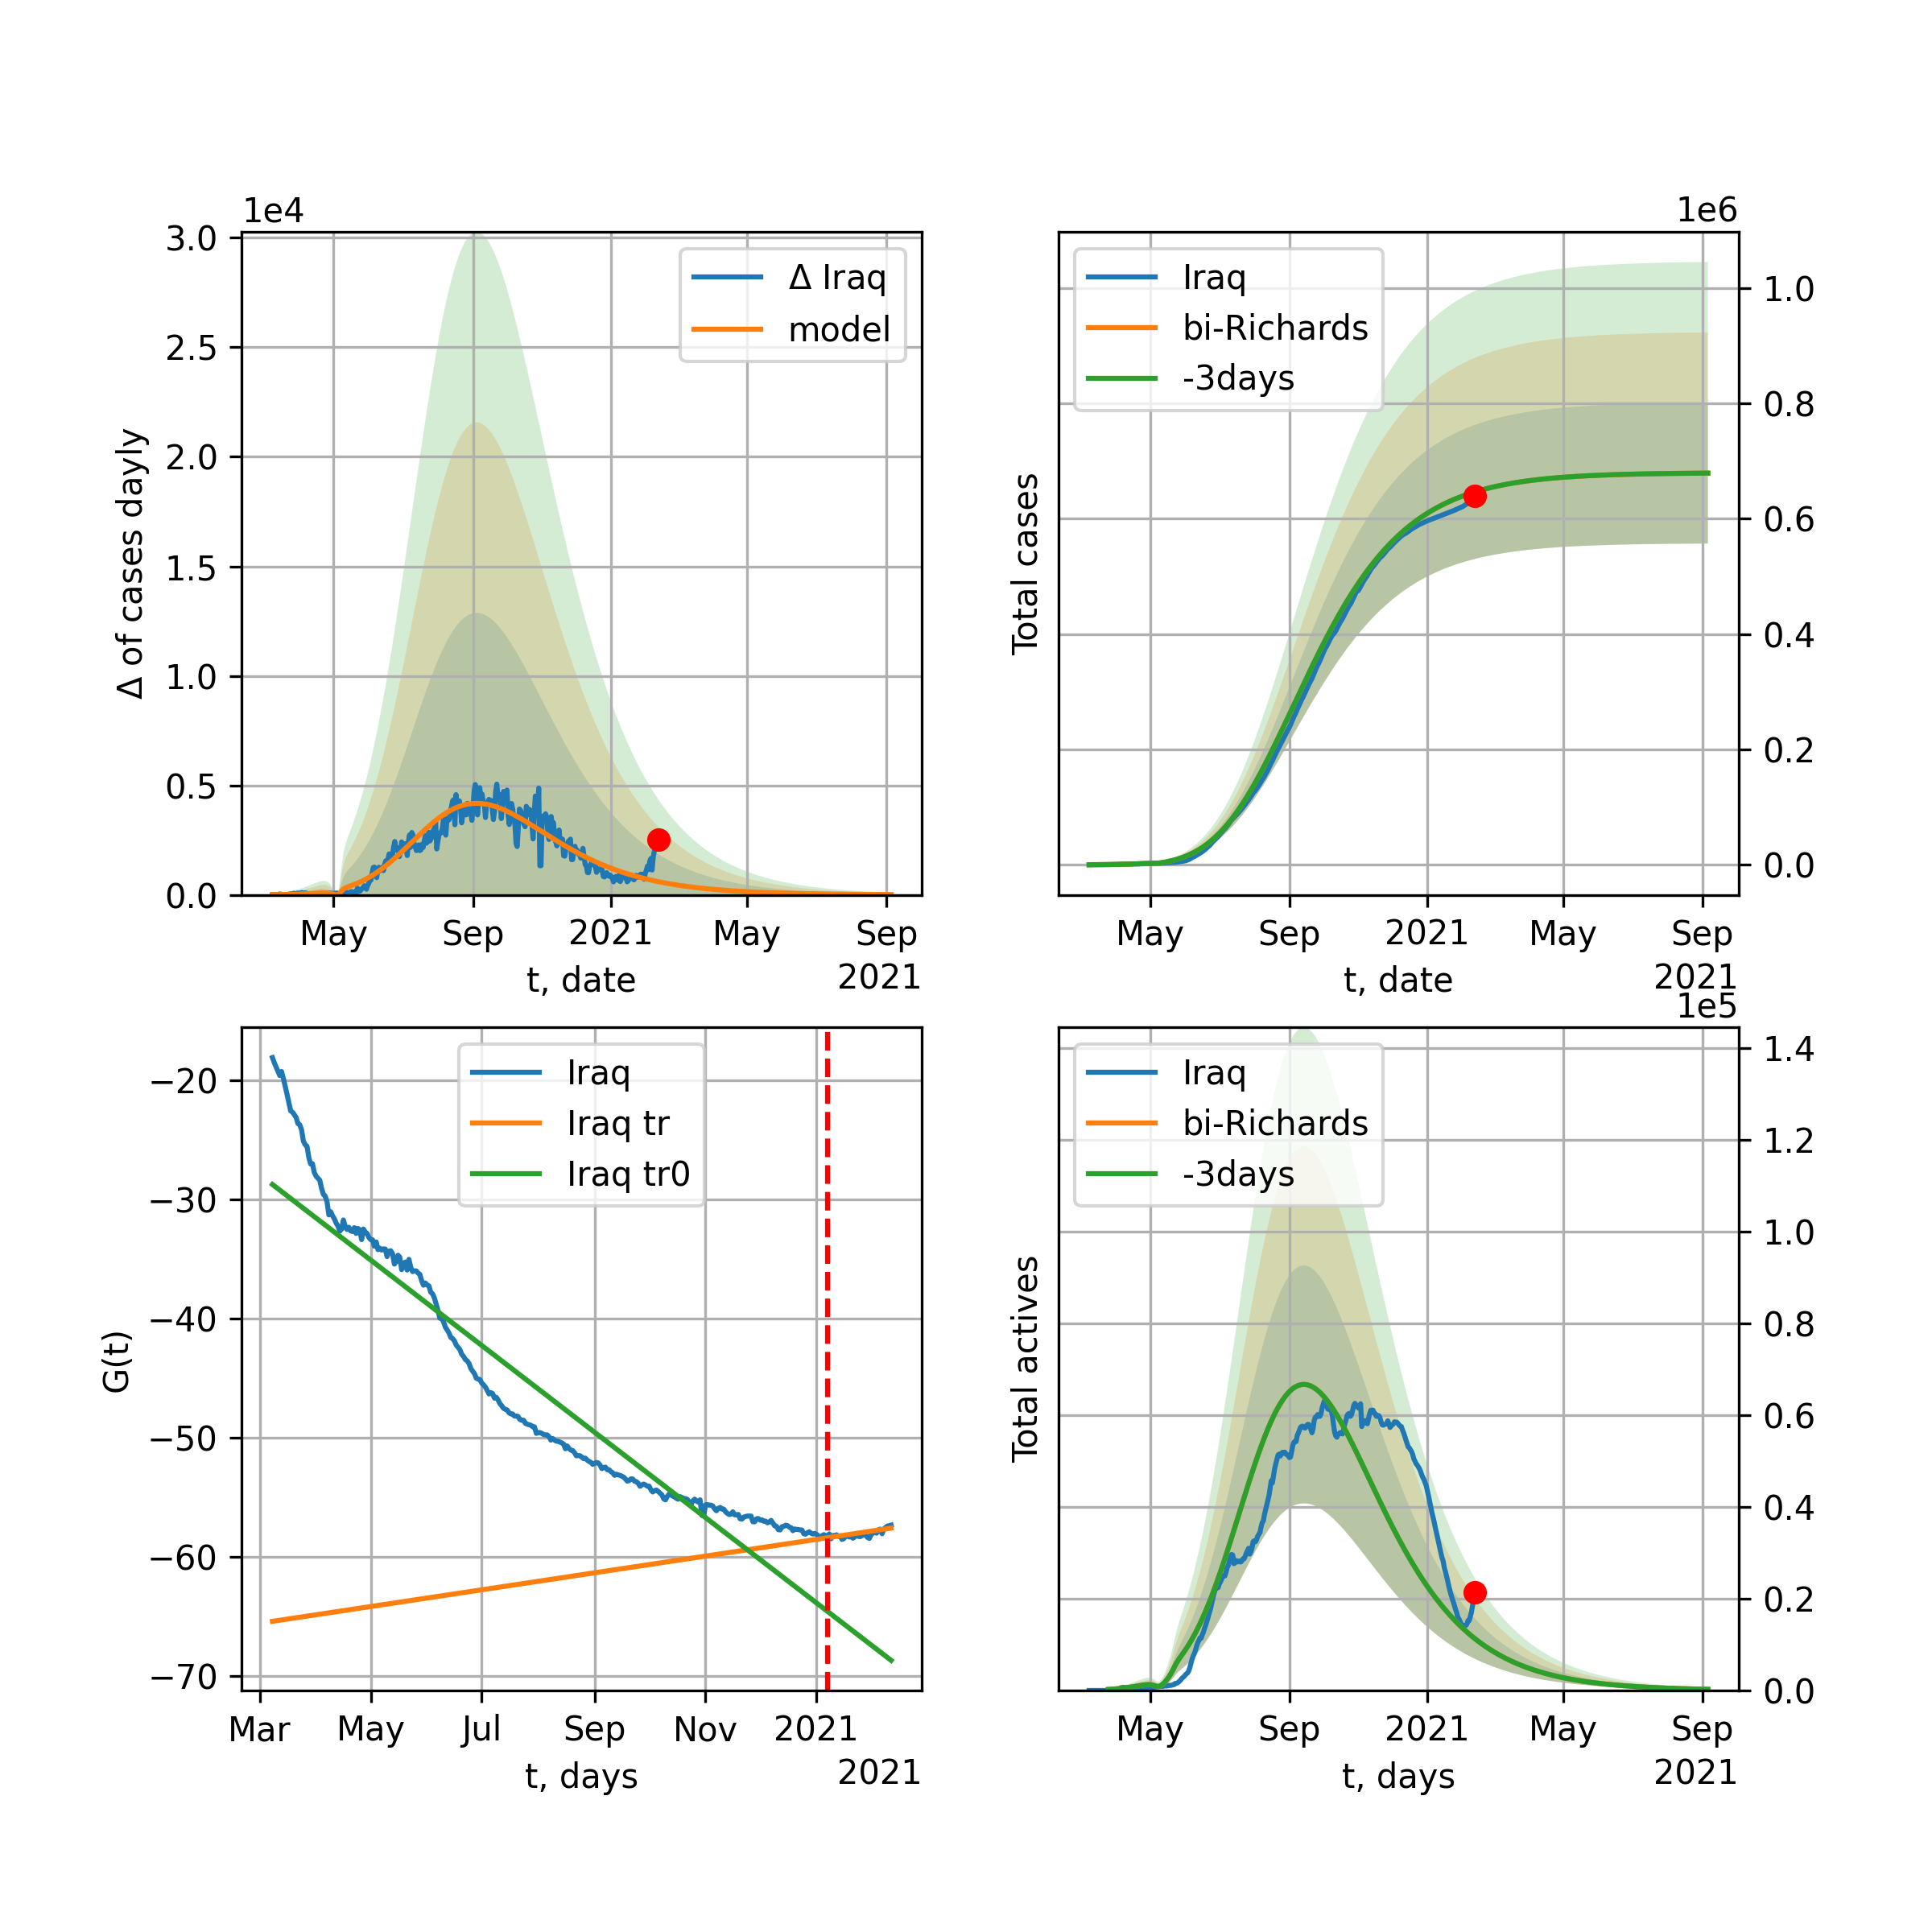 1e4
3.0
2.5
2.0
1.5
1.0
0.5
0.0
Δ of cases dayly
Δ Iraq
model
May Sep 2021 May Sep
t, date
2021
1e6
Iraq
bi-Richards
-3days
Total cases
1.0
0.8
0.6
0.4
0.2
0.0
May Sep 2021 May Sep
t, date
2021
−20
−30
−40
−50
−60
−70
G(t)
Iraq
Iraq tr
Iraq tr0
Mar May Jul Sep Nov 2021
t, days
2021
1e5
Iraq
bi-Richards
-3days
Total actives
1.4
1.2
1.0
0.8
0.6
0.4
0.2
0.0
May Sep 2021 May Sep
t, days
2021